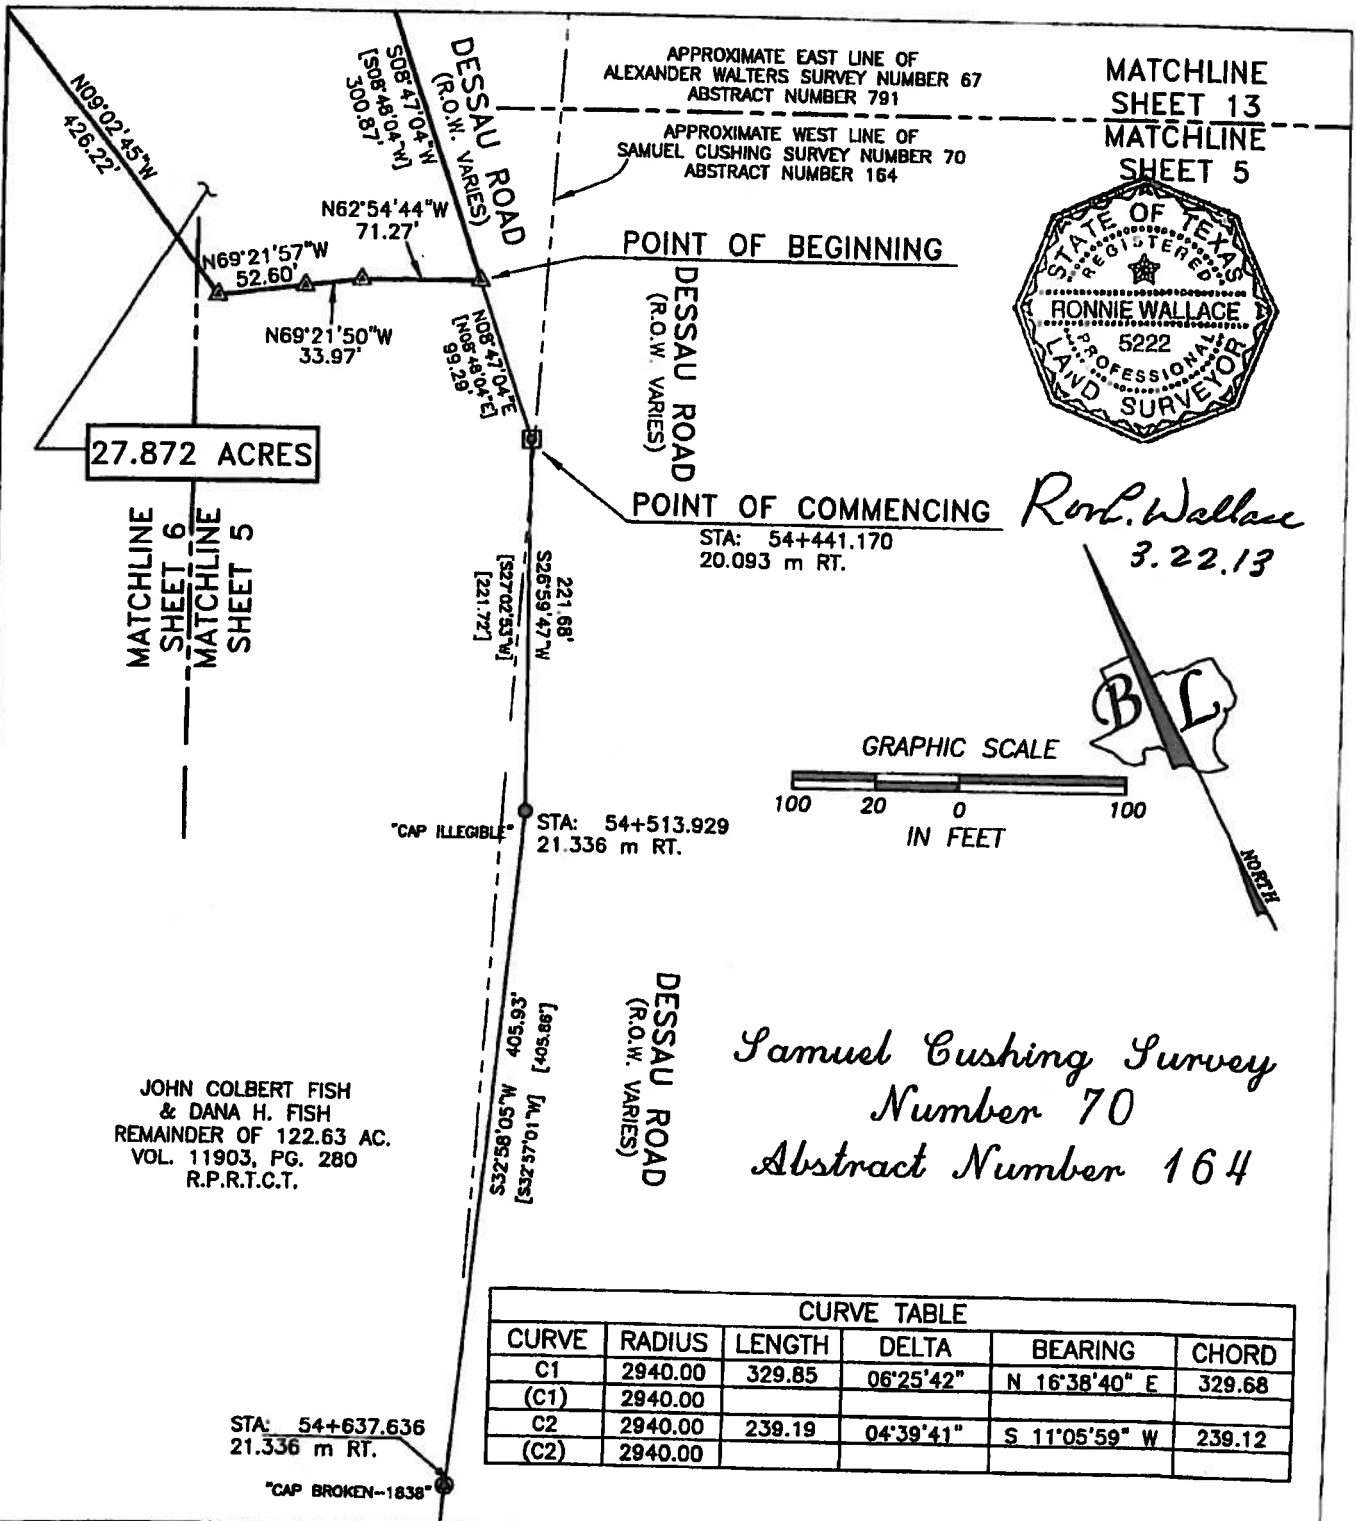 APPROXIMATE EAST LINE OF
ALEXANDER WALTERS SURVEY NUMBER 67
ABSTRACT NUMBER 791
MATCHLINE
SHEET 13
MATCHLINE
SHEET 5
APPROXIMATE WEST LINE OF
SAMUEL CUSHING SURVEY NUMBER 70
ABSTRACT NUMBER 164
N09°02'45"W
426.22'
S08°47'04"W
[S08°48'04"W]
300.87'
DESSAU ROAD
(R.O.W. VARIES)
N62°54'44"W
71.27'
N69°21'57"W
52.60'
N69°21'50"W
33.97'
POINT OF BEGINNING
N08°47'04"E
[N08°48'04"E]
99.29'
DESSAU ROAD
(R.O.W. VARIES)
STATE OF TEXAS
REGISTERED
RONNIE WALLACE
5222
PROFESSIONAL
LAND SURVEYOR
27.872 ACRES
MATCHLINE
SHEET 6
MATCHLINE
SHEET 5
POINT OF COMMENCING
STA: 54+441.170
20.093 m RT.
Ron L. Wallace
3.22.13
221.68'
S26°59'47"W
[S27°02'53"W]
[221.72']
B L
NORTH
GRAPHIC SCALE
100 20 0 100
IN FEET
"CAP ILLEGIBLE"
STA: 54+513.929
21.336 m RT.
S32°58'05"W 405.93'
[S32°57'01"W] [405.86']
DESSAU ROAD
(R.O.W. VARIES)
Samuel Cushing Survey
Number 70
Abstract Number 164
JOHN COLBERT FISH
& DANA H. FISH
REMAINDER OF 122.63 AC.
VOL. 11903, PG. 280
R.P.R.T.C.T.
CURVE TABLE
CURVE RADIUS LENGTH DELTA BEARING CHORD
C1 2940.00 329.85 06°25'42" N 16°38'40" E 329.68
(C1) 2940.00
C2 2940.00 239.19 04°39'41" S 11°05'59" W 239.12
(C2) 2940.00
STA: 54+637.636
21.336 m RT.
"CAP BROKEN-1838"